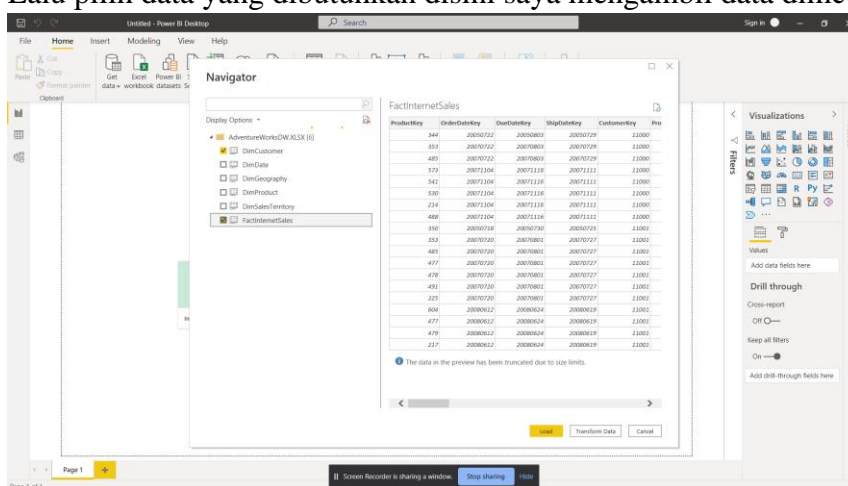 Lalu pilih data yang dibutuhkan disini saya mengambil data dimcu
Untitled - Power BI Desktop
Search
Sign in
File Home Insert Modeling View Help
Paste
Cut
Copy
Format painter
Clipboard
Get data
Excel workbook
Power BI datasets
Navigator
Display Options
AdventureWorksDW.XLSX [6]
DimCustomer
DimDate
DimGeography
DimProduct
DimSalesTerritory
FactInternetSales
FactInternetSales
ProductKey OrderDateKey DueDateKey ShipDateKey CustomerKey Pro
344 20050722 20050803 20050729 11000
353 20070722 20070803 20070729 11000
485 20070722 20070803 20070729 11000
573 20071104 20071116 20071111 11000
541 20071104 20071116 20071111 11000
530 20071104 20071116 20071111 11000
214 20071104 20071116 20071111 11000
488 20071104 20071116 20071111 11000
350 20050718 20050730 20050725 11001
353 20070720 20070801 20070727 11001
485 20070720 20070801 20070727 11001
477 20070720 20070801 20070727 11001
478 20070720 20070801 20070727 11001
491 20070720 20070801 20070727 11001
225 20070720 20070801 20070727 11001
604 20080612 20080624 20080619 11001
477 20080612 20080624 20080619 11001
479 20080612 20080624 20080619 11001
217 20080612 20080624 20080619 11001
The data in the preview has been truncated due to size limits.
Load Transform Data Cancel
Filters
Visualizations
R Py
Values
Add data fields here
Drill through
Cross-report
Off
Keep all filters
On
Add drill-through fields here
Page 1
Screen Recorder is sharing a window. Stop sharing Hide
Page 1 of 1